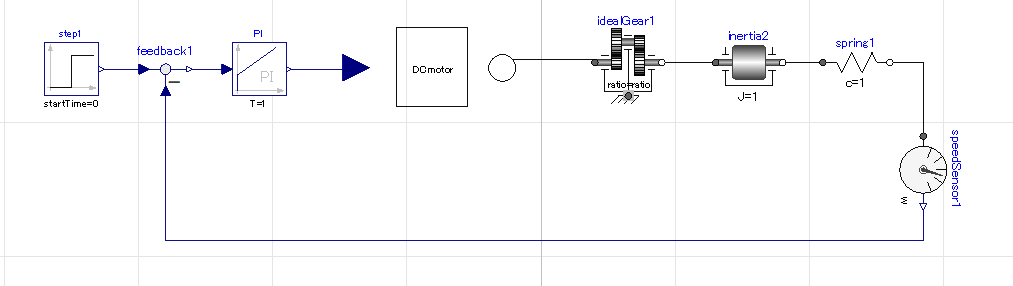 step1
startTime=0
feedback1
PI
PI
T=1
DCmotor
idealGear1
ratio=ratio
inertia2
J=1
spring1
c=1
speedSensor1
w